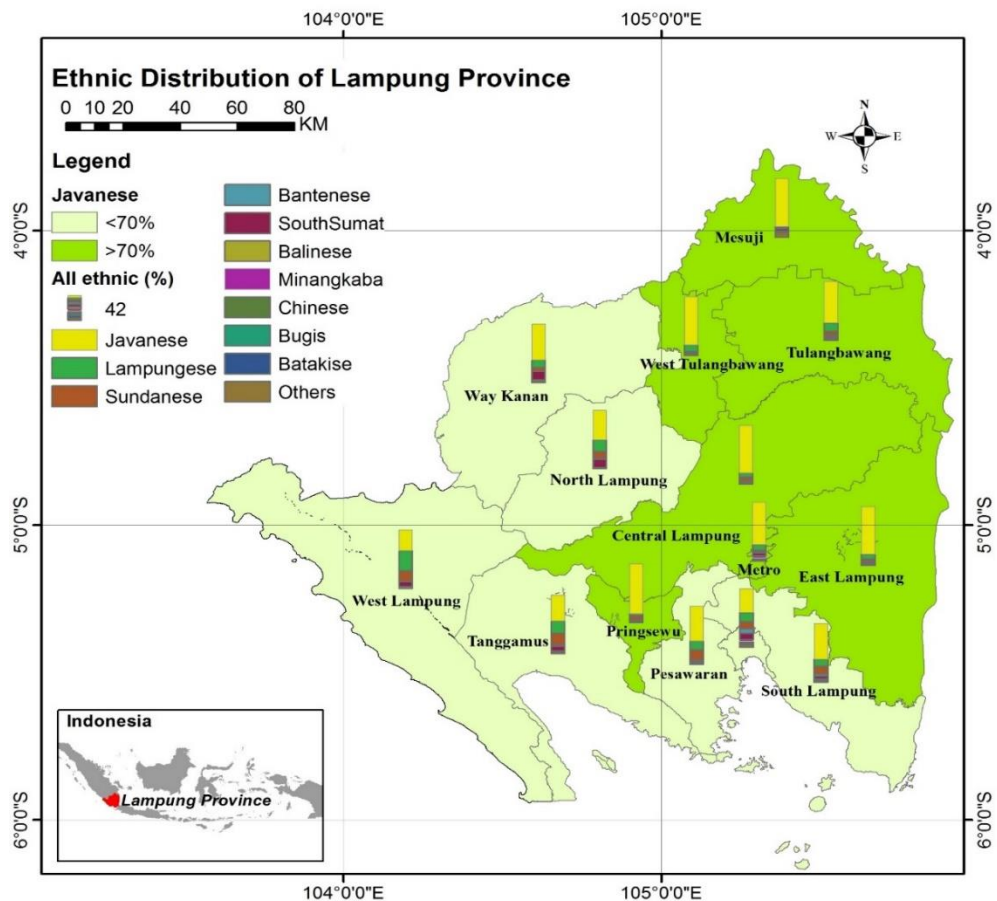 104°0'0"E 105°0'0"E
Ethnic Distribution of Lampung Province
0 10 20 40 60 80
KM
N
W E
S
Legend
Javanese
<70%
>70%
All ethnic (%)
42
Javanese
Lampungese
Sundanese
Bantenese
SouthSumat
Balinese
Minangkaba
Chinese
Bugis
Batakise
Others
4°0'0"S 4°0'0"S
Mesuji
West Tulangbawang
Tulangbawang
Way Kanan
North Lampung
5°0'0"S 5°0'0"S
Central Lampung
Metro
East Lampung
West Lampung
Tanggamus
Pringsewu
Pesawaran
South Lampung
Indonesia
Lampung Province
6°0'0"S 6°0'0"S
104°0'0"E 105°0'0"E